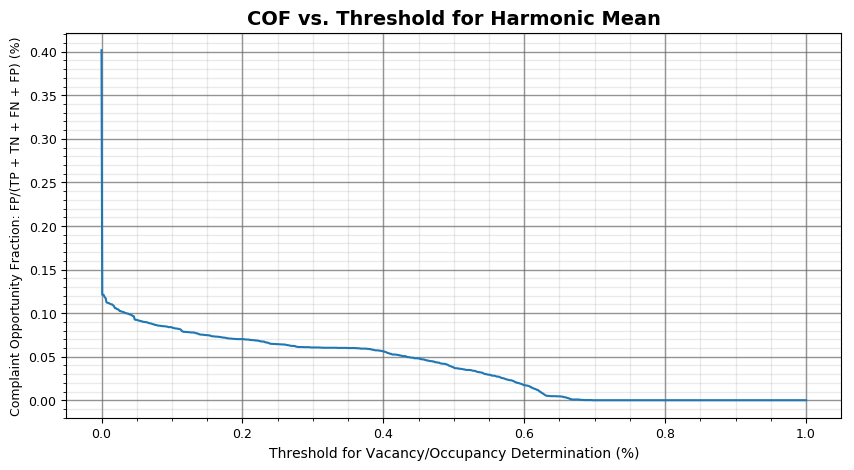 COF vs. Threshold for Harmonic Mean
Complaint Opportunity Fraction: FP/(TP + TN + FN + FP) (%)
0.40
0.35
0.30
0.25
0.20
0.15
0.10
0.05
0.00
0.0 0.2 0.4 0.6 0.8 1.0
Threshold for Vacancy/Occupancy Determination (%)